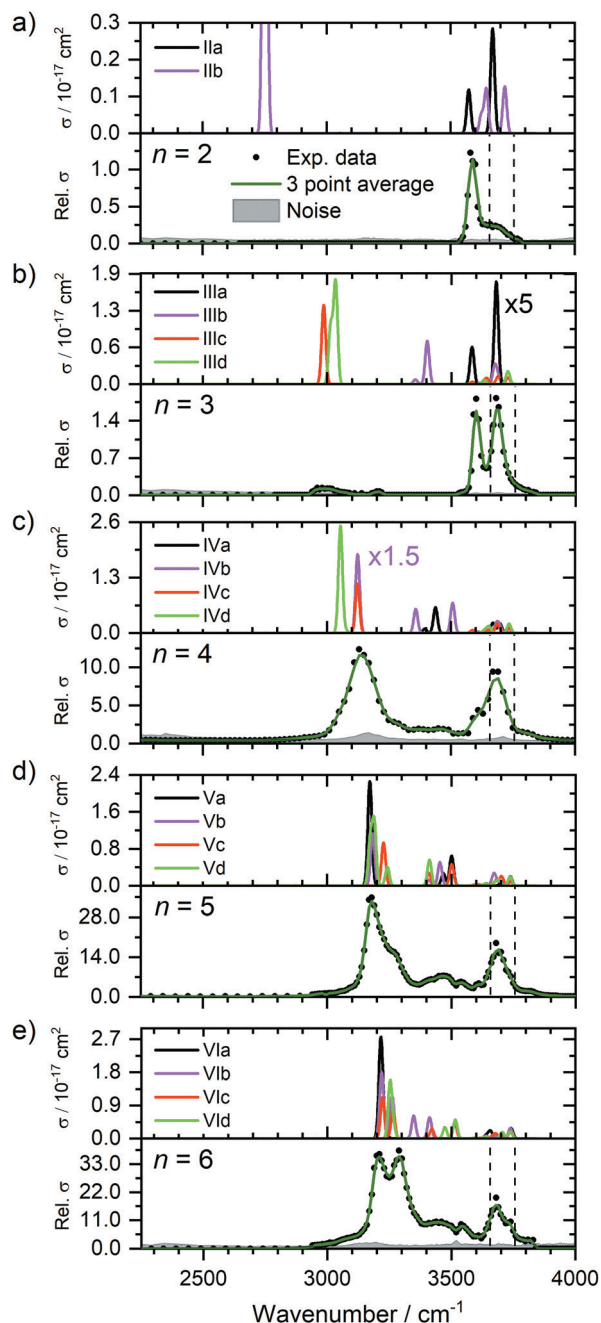 a)
0.3
0.2
0.1
0.0
σ / 10⁻¹⁷ cm²
IIa
IIb
1.5
1.0
0.5
0.0
Rel. σ
n = 2
Exp. data
3 point average
Noise
b)
1.9
1.3
0.6
0.0
σ / 10⁻¹⁷ cm²
IIIa
IIIb
IIIc
IIId
x5
1.4
0.7
0.0
Rel. σ
n = 3
c)
2.6
1.3
0.0
σ / 10⁻¹⁷ cm²
IVa
IVb
IVc
IVd
x1.5
10.0
5.0
0.0
Rel. σ
n = 4
d)
2.4
1.6
0.8
0.0
σ / 10⁻¹⁷ cm²
Va
Vb
Vc
Vd
28.0
14.0
0.0
Rel. σ
n = 5
e)
2.7
1.8
0.9
0.0
σ / 10⁻¹⁷ cm²
VIa
VIb
VIc
VId
33.0
22.0
11.0
0.0
Rel. σ
n = 6
2500 3000 3500 4000
Wavenumber / cm⁻¹